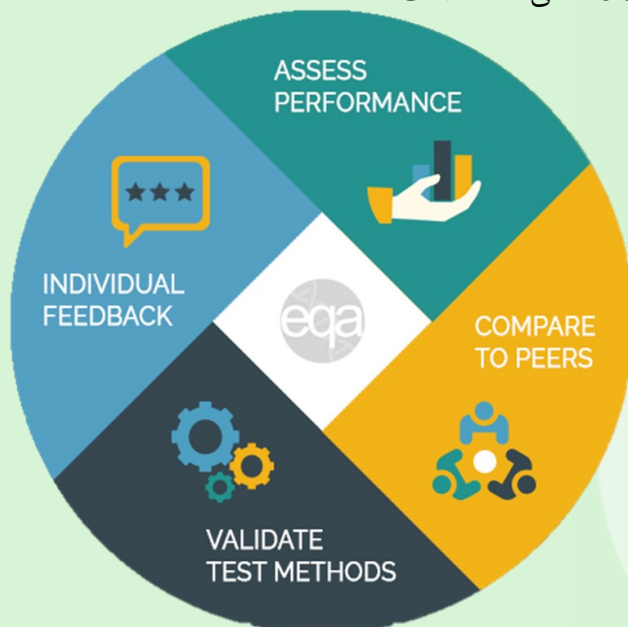 ASSESS
PERFORMANCE
INDIVIDUAL
FEEDBACK
eqa
COMPARE
TO PEERS
VALIDATE
TEST METHODS